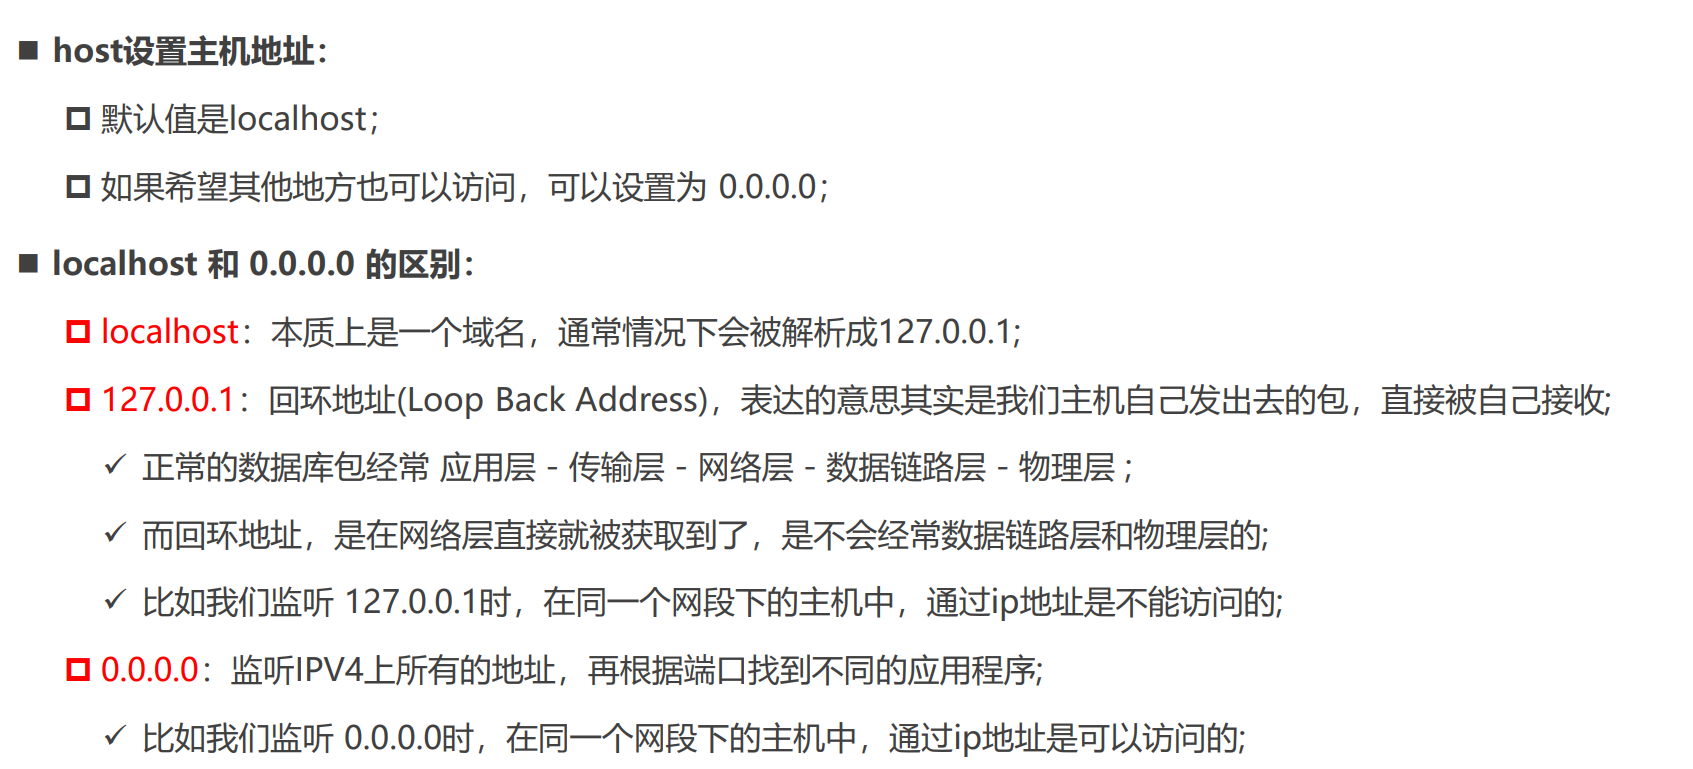 ■ host设置主机地址：
默认值是localhost；
如果希望其他地方也可以访问，可以设置为 0.0.0.0；
■ localhost 和 0.0.0.0 的区别：
localhost：本质上是一个域名，通常情况下会被解析成127.0.0.1;
127.0.0.1：回环地址(Loop Back Address)，表达的意思其实是我们主机自己发出去的包，直接被自己接收;
✓ 正常的数据库包经常 应用层 - 传输层 - 网络层 - 数据链路层 - 物理层 ;
✓ 而回环地址，是在网络层直接就被获取到了，是不会经常数据链路层和物理层的;
✓ 比如我们监听 127.0.0.1时，在同一个网段下的主机中，通过ip地址是不能访问的;
0.0.0.0：监听IPV4上所有的地址，再根据端口找到不同的应用程序;
✓ 比如我们监听 0.0.0.0时，在同一个网段下的主机中，通过ip地址是可以访问的;